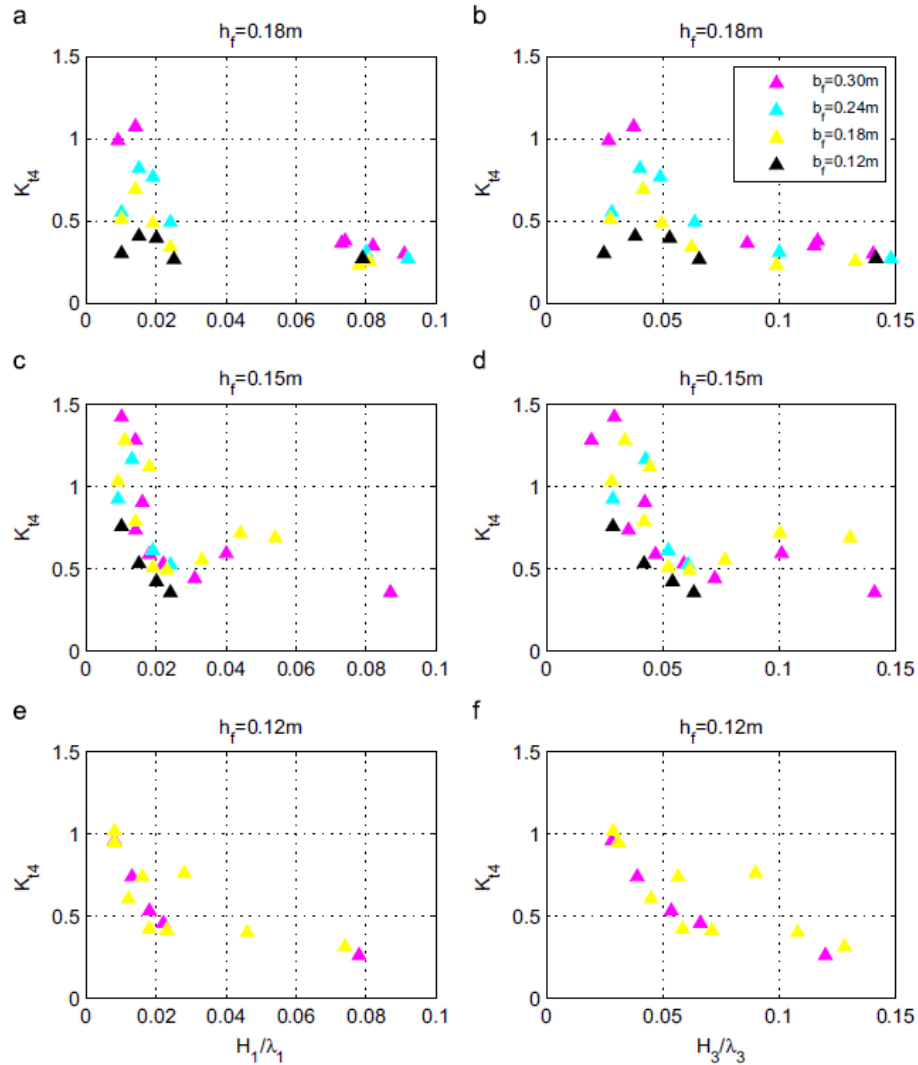 a
h_f=0.18m
1.5
1
0.5
0
K_t4
0 0.02 0.04 0.06 0.08 0.1
b
h_f=0.18m
1.5
1
0.5
0
K_t4
0 0.05 0.1 0.15
b_f=0.30m
b_f=0.24m
b_f=0.18m
b_f=0.12m
c
h_f=0.15m
1.5
1
0.5
0
K_t4
0 0.02 0.04 0.06 0.08 0.1
d
h_f=0.15m
1.5
1
0.5
0
K_t4
0 0.05 0.1 0.15
e
h_f=0.12m
1.5
1
0.5
0
K_t4
0 0.02 0.04 0.06 0.08 0.1
H_1/λ_1
f
h_f=0.12m
1.5
1
0.5
0
K_t4
0 0.05 0.1 0.15
H_3/λ_3